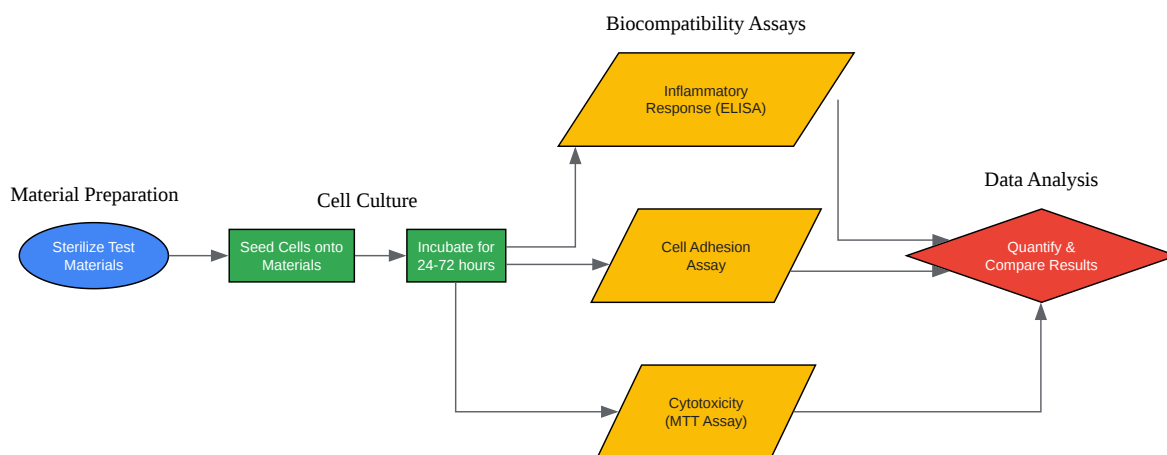 Biocompatibility Assays
Inflammatory
Response (ELISA)
Material Preparation
Cell Culture
Data Analysis
Sterilize Test
Materials
Seed Cells onto
Materials
Incubate for
24-72 hours
Cell Adhesion
Assay
Quantify &
Compare Results
Cytotoxicity
(MTT Assay)